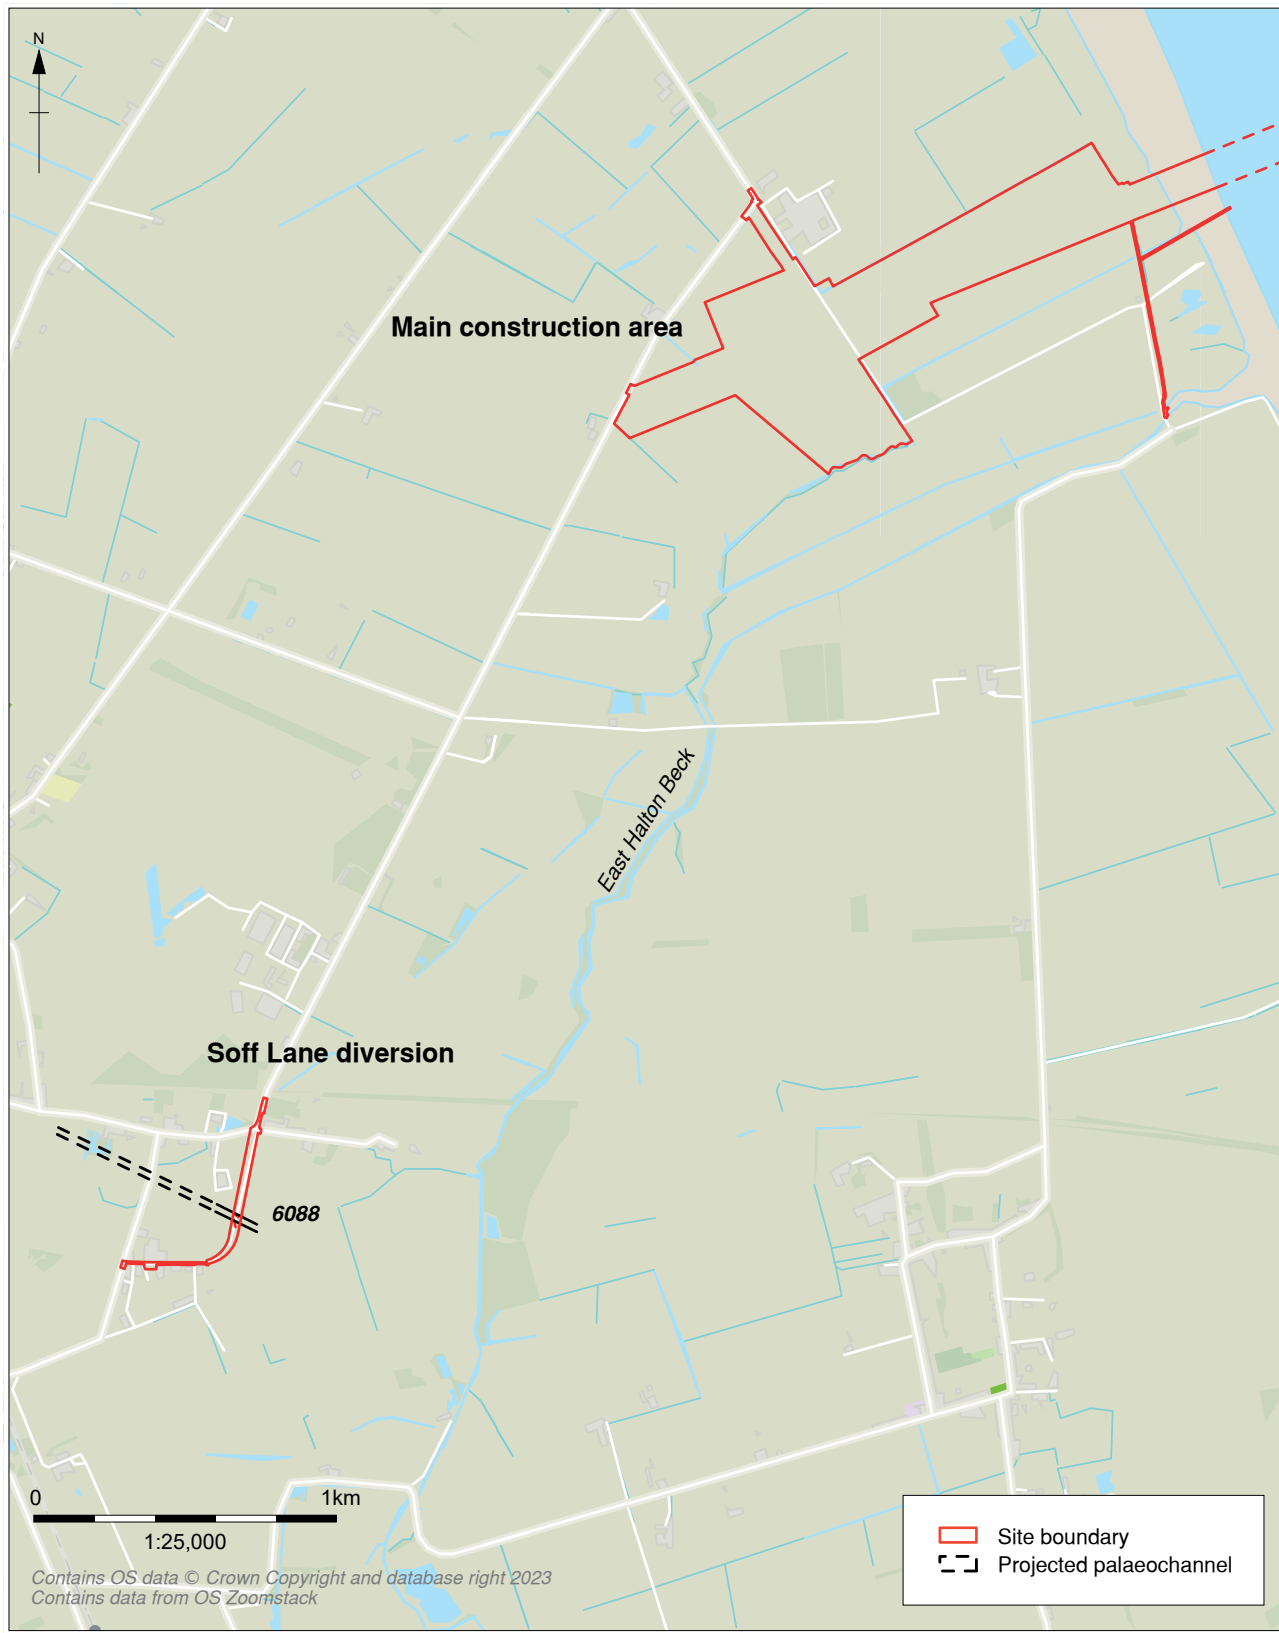 N
Main construction area
East Halton Beck
Soff Lane diversion
6088
0 1km
1:25,000
Contains OS data © Crown Copyright and database right 2023
Contains data from OS Zoomstack
Site boundary
Projected palaeochannel